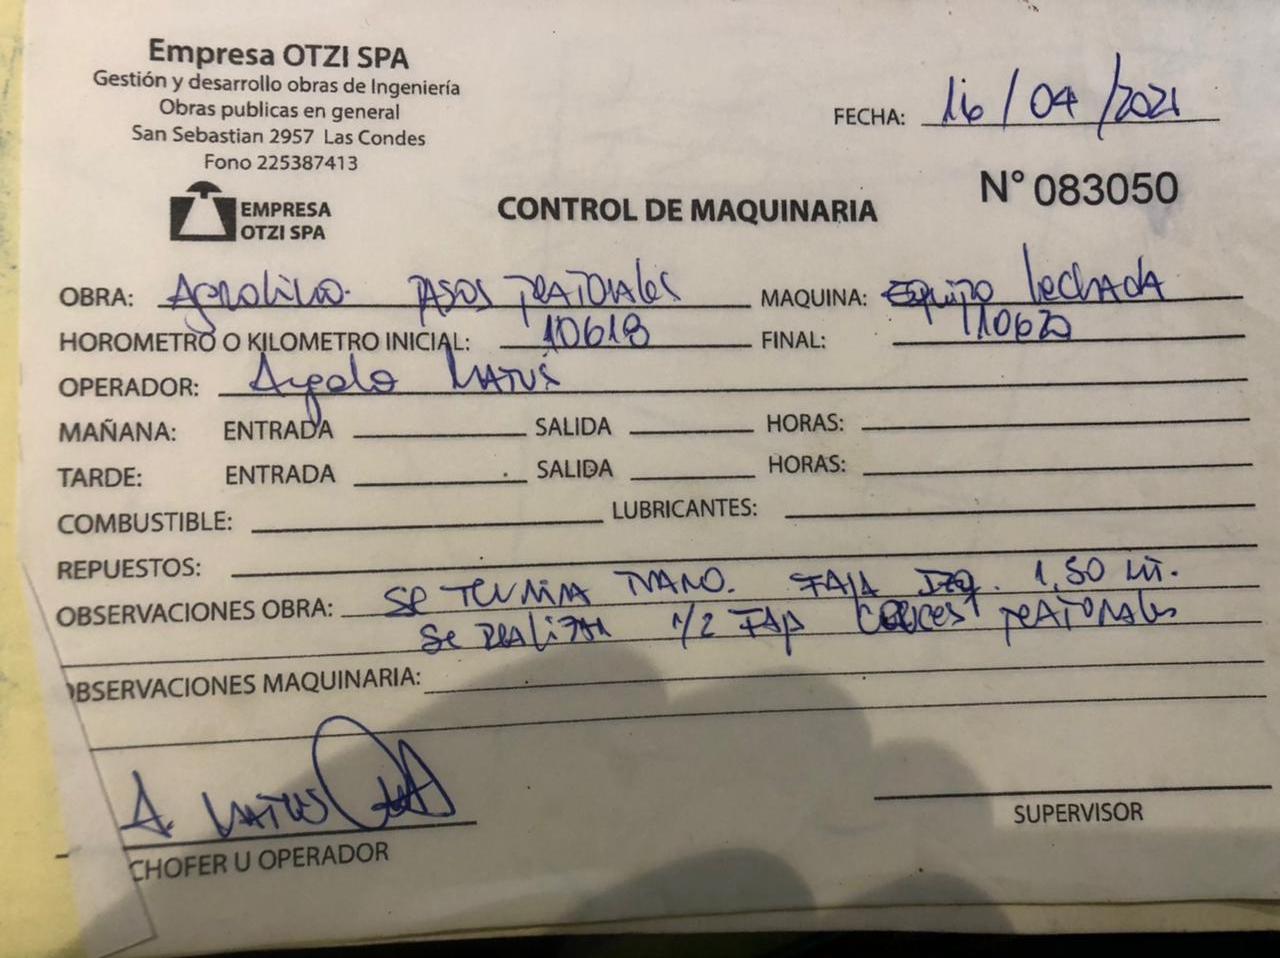 Empresa OTZI SPA
Gestión y desarrollo obras de Ingeniería
Obras publicas en general
San Sebastian 2957 Las Condes
Fono 225387413
EMPRESA
OTZI SPA
FECHA: 16/04/2021
CONTROL DE MAQUINARIA
N° 083050
OBRA: PASOS peatonales MAQUINA: Equipo lechada
HOROMETRO O KILOMETRO INICIAL: 10618 FINAL: 110620
OPERADOR: Angelo MATUS
MAÑANA: ENTRADA SALIDA HORAS:
TARDE: ENTRADA SALIDA HORAS:
COMBUSTIBLE: LUBRICANTES:
REPUESTOS:
OBSERVACIONES OBRA: Se TeRMINA FAJA IZQ. 1,50 Mt.
Se ReAlizAN 1/2 FAJA CRUCES peATONAles
OBSERVACIONES MAQUINARIA:
A. MATUS
CHOFER U OPERADOR
SUPERVISOR